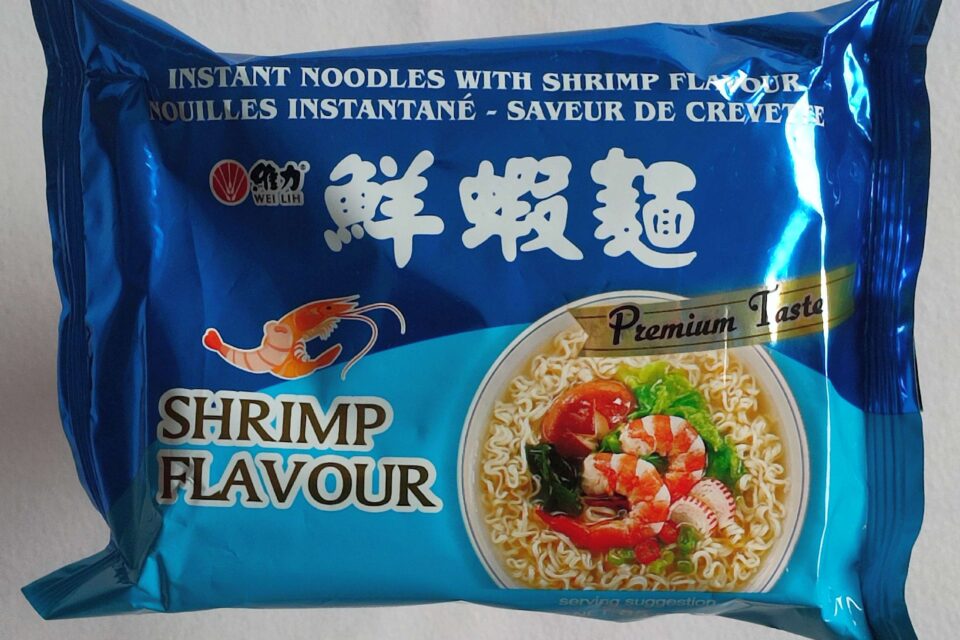 INSTANT NOODLES WITH SHRIMP FLAVOUR
NOUILLES INSTANTANÉ - SAVEUR DE CREVETTE
維力®
WEI LIH
鮮蝦麵
Premium Taste
SHRIMP
FLAVOUR
serving suggestion